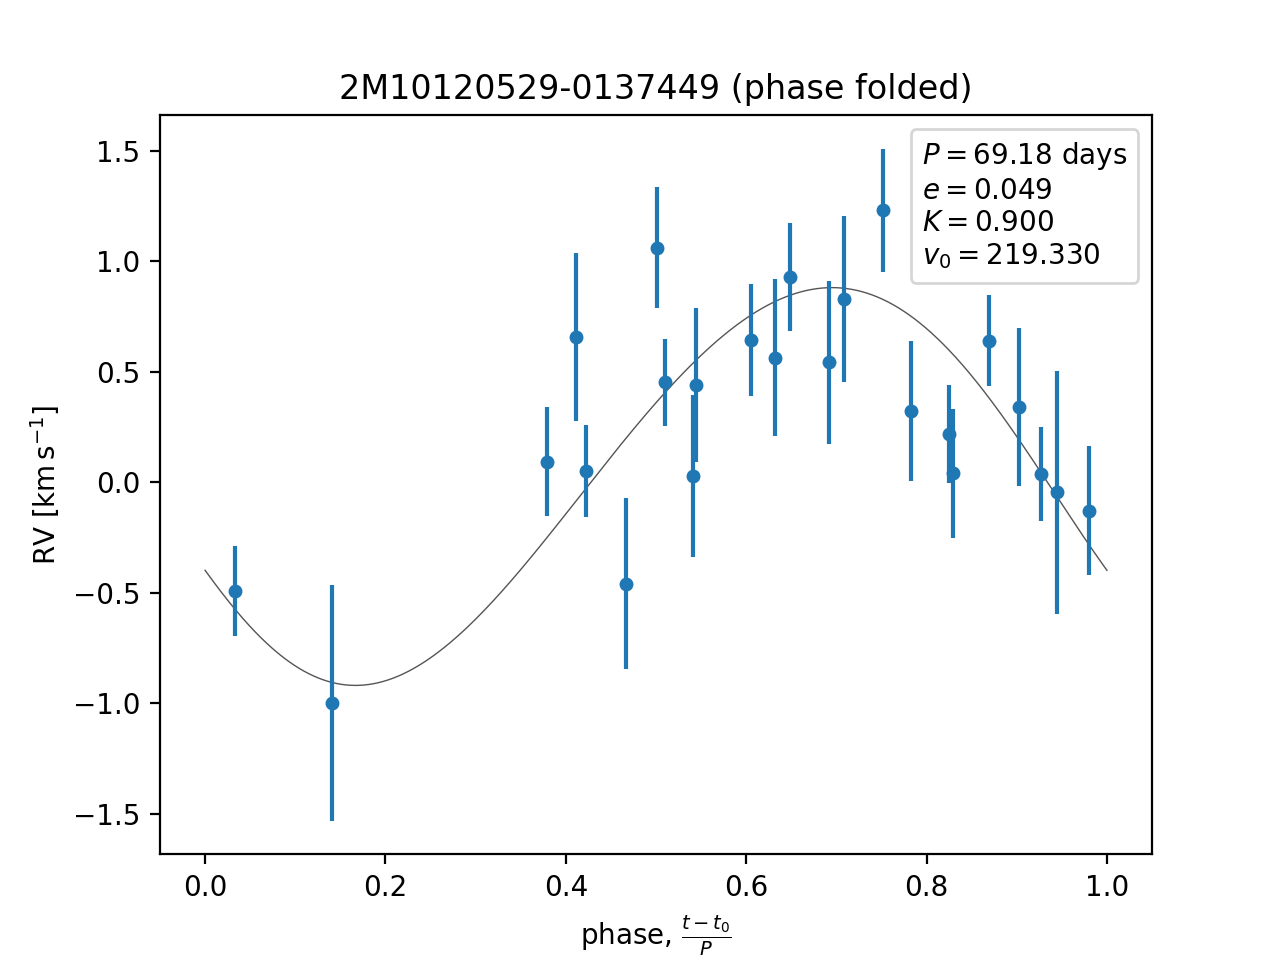 2M10120529-0137449 (phase folded)
P = 69.18 days
e = 0.049
K = 0.900
v₀ = 219.330
1.5
1.0
0.5
0.0
−0.5
−1.0
−1.5
RV [km s⁻¹]
0.0 0.2 0.4 0.6 0.8 1.0
phase, (t − t₀)/P